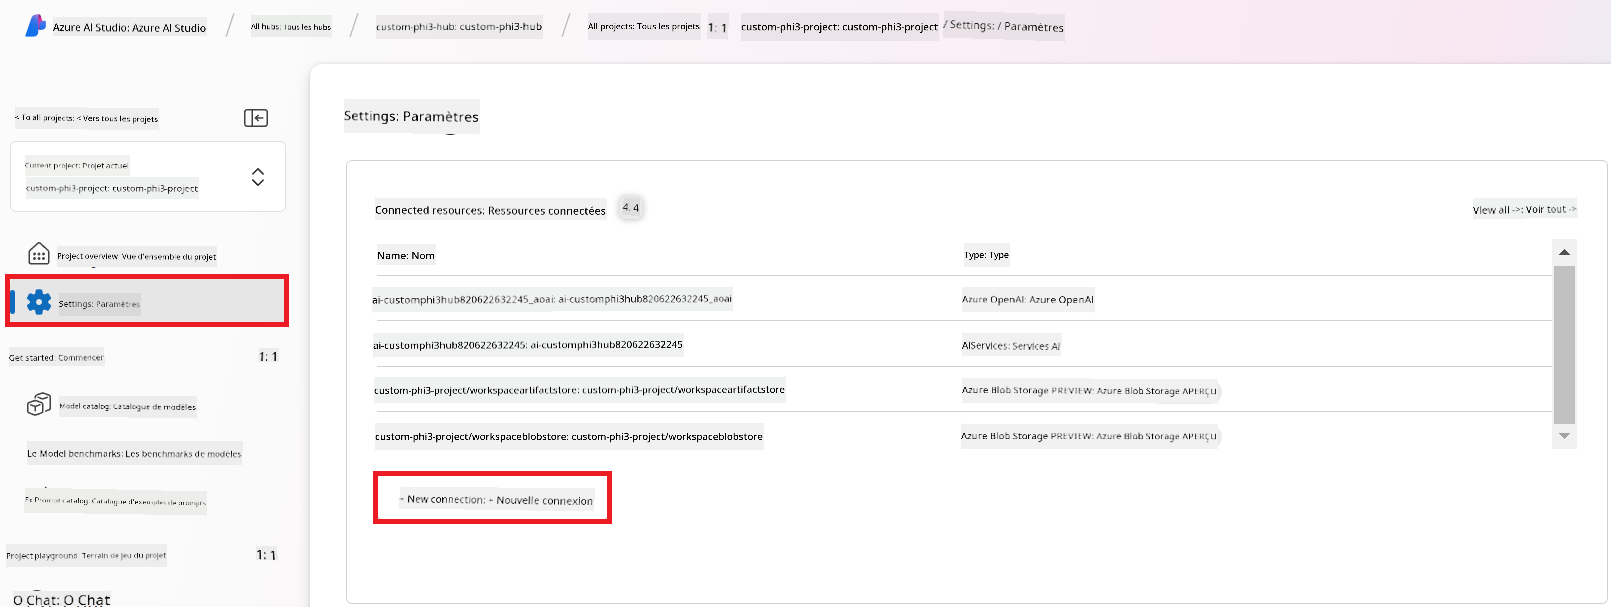 Azure AI Studio: Azure AI Studio / All hubs: Tous les hubs / custom-phi3-hub: custom-phi3-hub / All projects: Tous les projets 1: 1 custom-phi3-project: custom-phi3-project / Settings: / Paramètres
< To all projects: < Vers tous les projets
Current project: Projet actuel
custom-phi3-project: custom-phi3-project
Project overview: Vue d'ensemble du projet
Settings: Paramètres
Get started: Commencer 1: 1
Model catalog: Catalogue de modèles
Le Model benchmarks: Les benchmarks de modèles
Ex Prompt catalog: Catalogue d'exemples de prompts
Project playground: Terrain de jeu du projet 1: 1
O Chat: O Chat
Settings: Paramètres
Connected resources: Ressources connectées 4. 4
View all ->: Voir tout ->
Name: Nom Type: Type
ai-customphi3hub820622632245_aoai: ai-customphi3hub820622632245_aoai Azure OpenAI: Azure OpenAI
ai-customphi3hub820622632245: ai-customphi3hub820622632245 AIServices: Services AI
custom-phi3-project/workspaceartifactstore: custom-phi3-project/workspaceartifactstore Azure Blob Storage PREVIEW: Azure Blob Storage APERÇU
custom-phi3-project/workspaceblobstore: custom-phi3-project/workspaceblobstore Azure Blob Storage PREVIEW: Azure Blob Storage APERÇU
+ New connection: + Nouvelle connexion